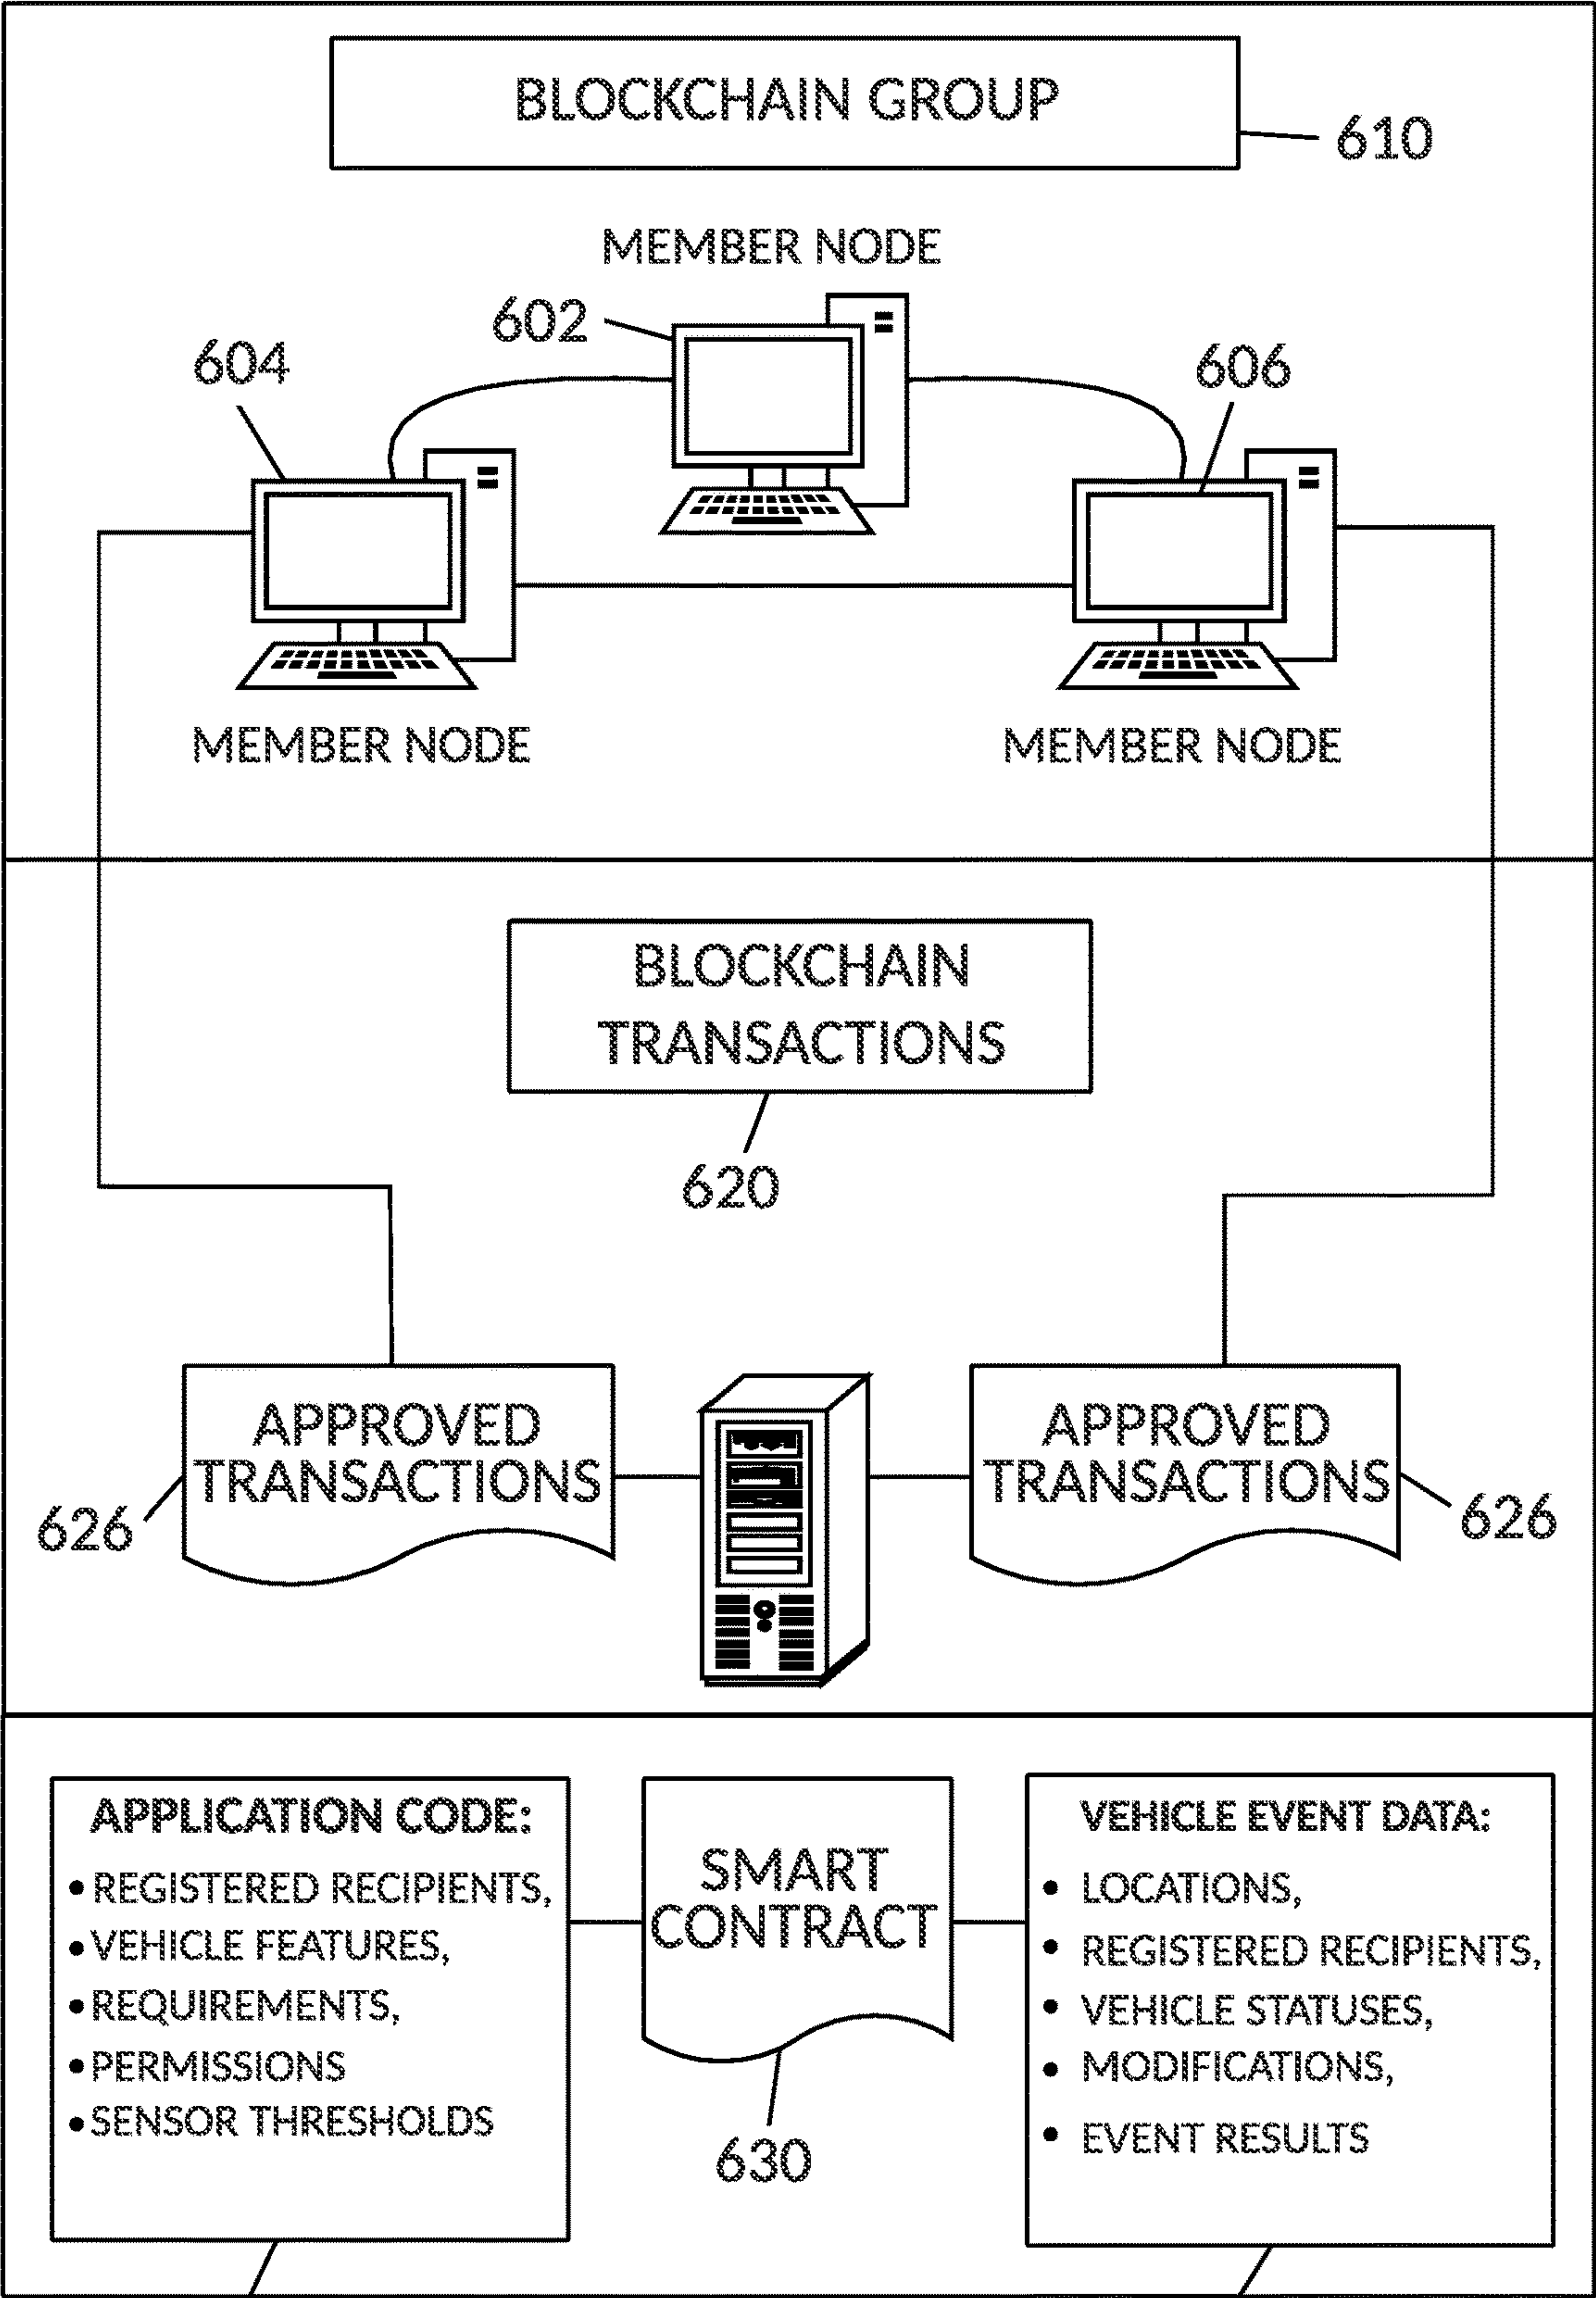 BLOCKCHAIN GROUP
610
MEMBER NODE
602
604
606
MEMBER NODE
MEMBER NODE
BLOCKCHAIN
TRANSACTIONS
620
APPROVED
TRANSACTIONS
626
APPROVED
TRANSACTIONS
626
APPLICATION CODE:
• REGISTERED RECIPIENTS,
• VEHICLE FEATURES,
• REQUIREMENTS,
• PERMISSIONS
• SENSOR THRESHOLDS
SMART
CONTRACT
630
VEHICLE EVENT DATA:
• LOCATIONS,
• REGISTERED RECIPIENTS,
• VEHICLE STATUSES,
• MODIFICATIONS,
• EVENT RESULTS